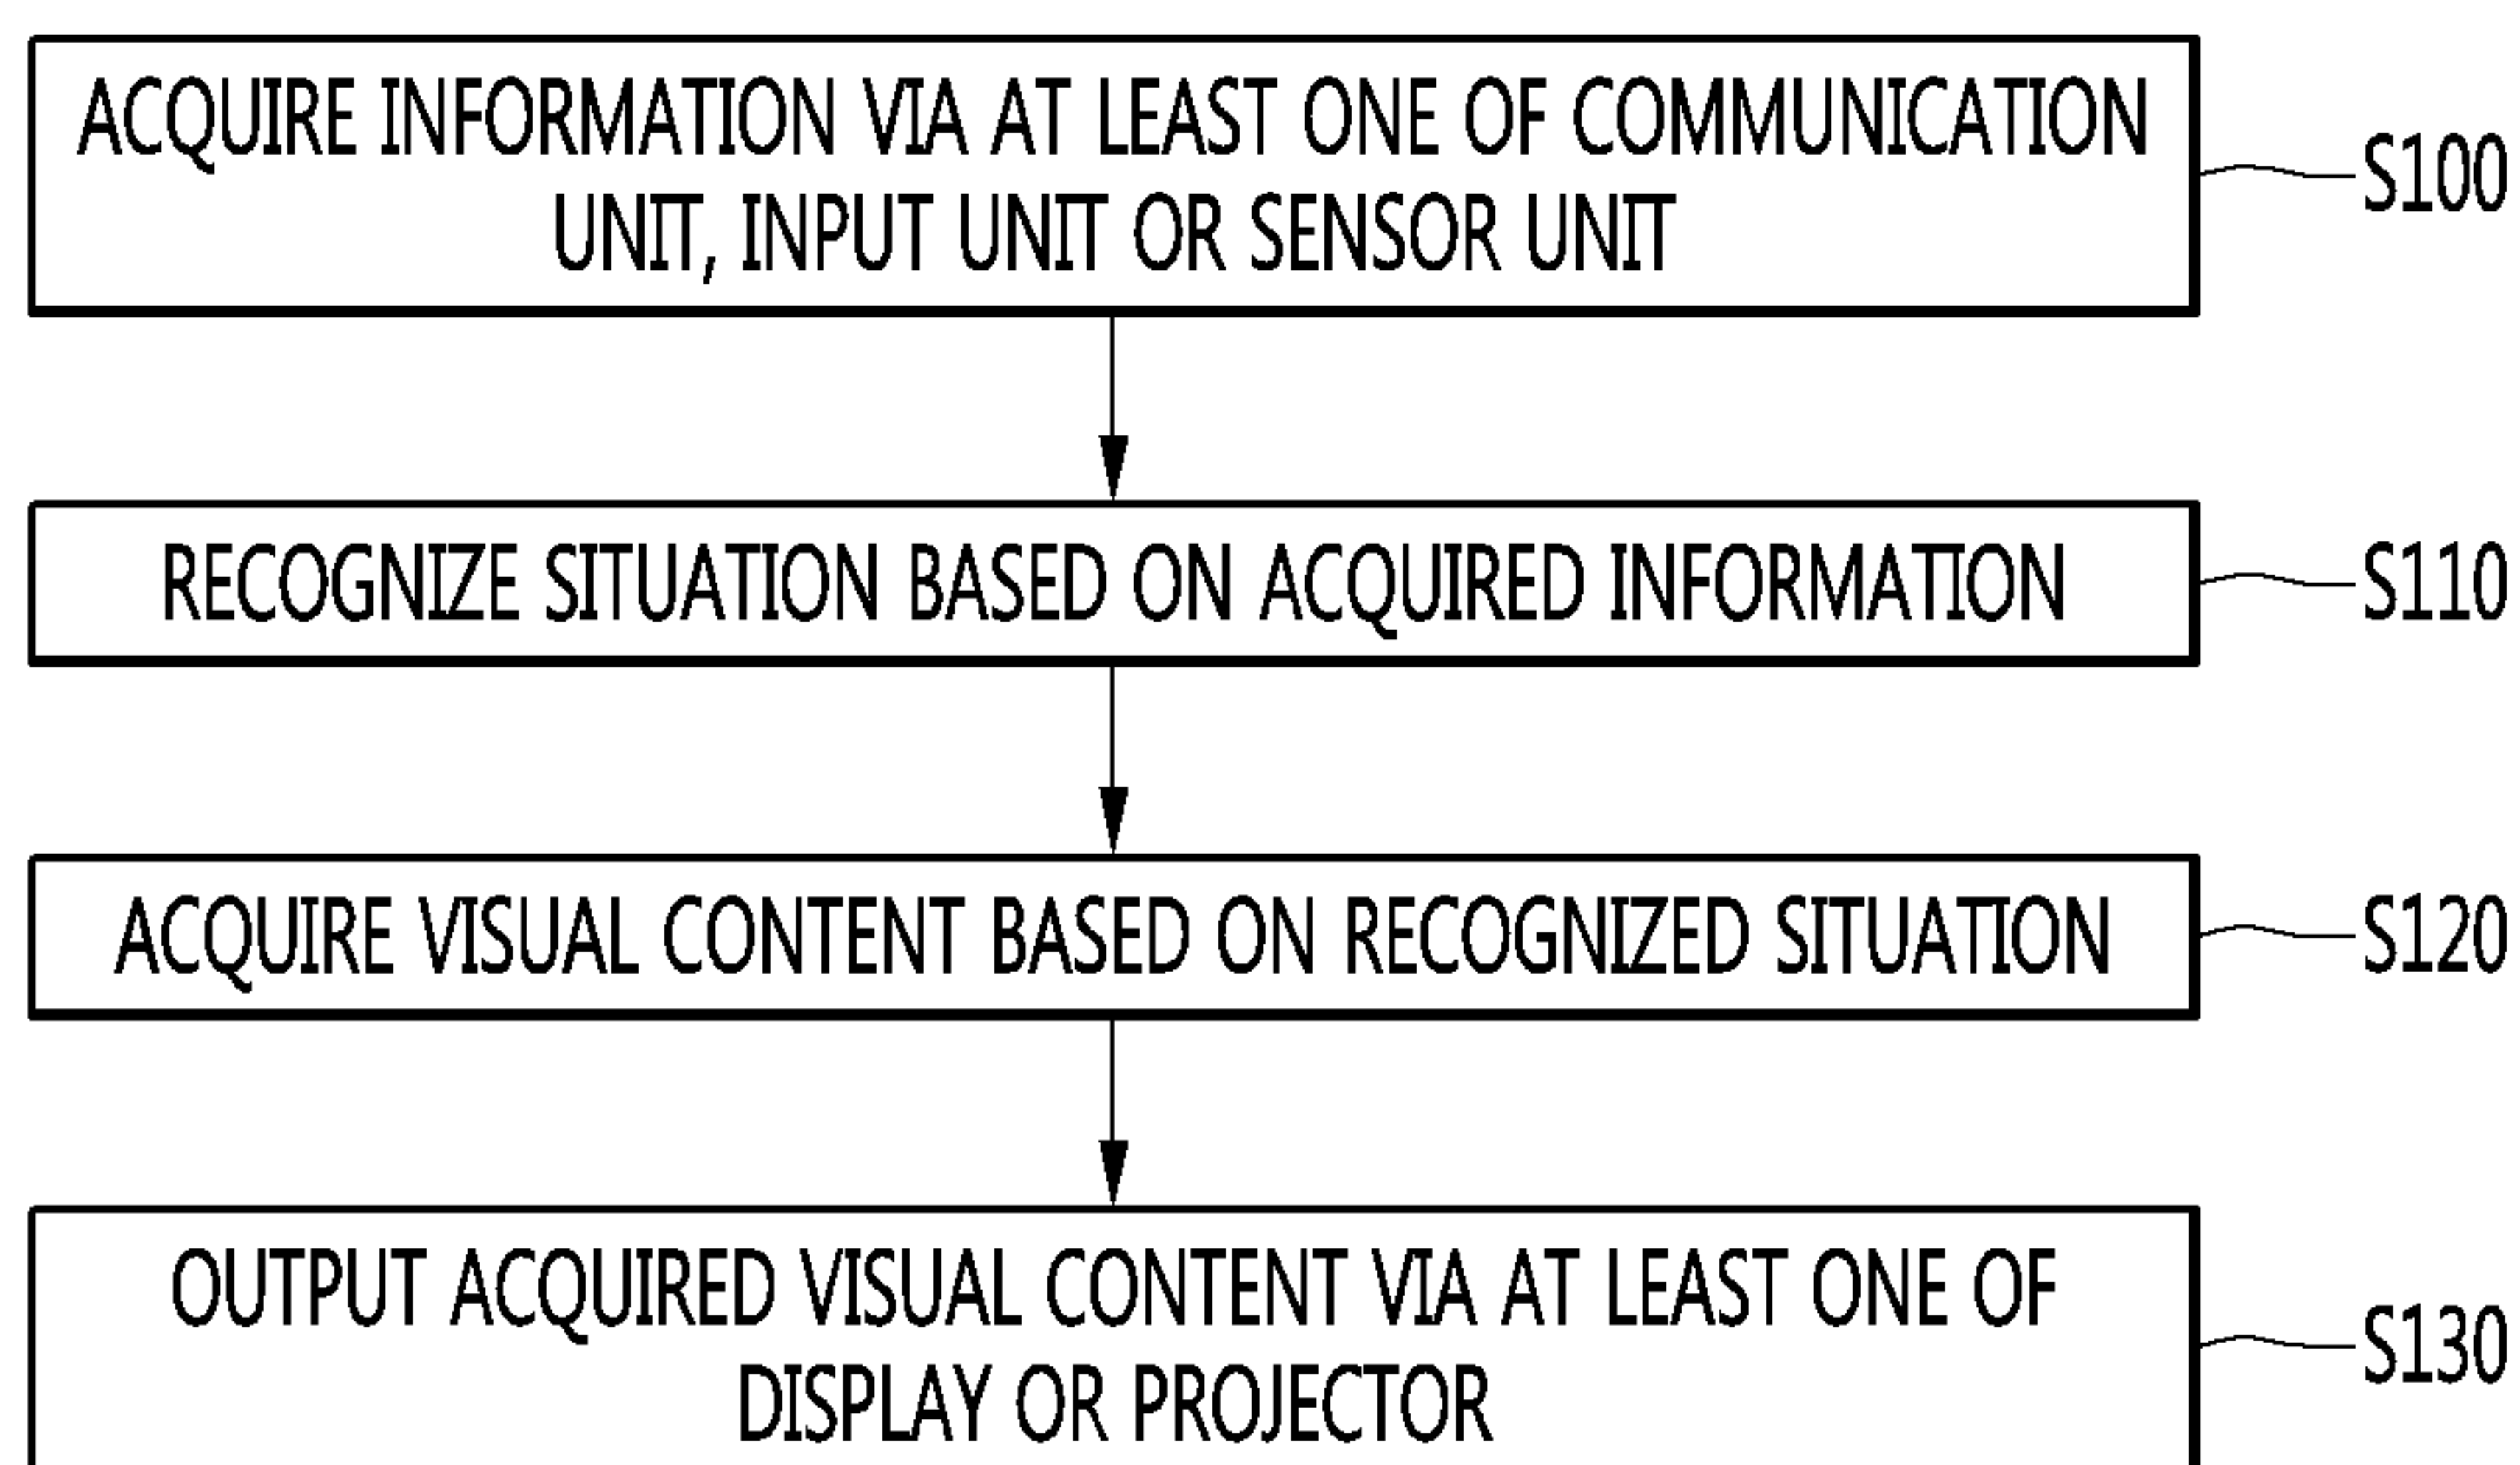 ACQUIRE INFORMATION VIA AT LEAST ONE OF COMMUNICATION
UNIT, INPUT UNIT OR SENSOR UNIT
S100
RECOGNIZE SITUATION BASED ON ACQUIRED INFORMATION
S110
ACQUIRE VISUAL CONTENT BASED ON RECOGNIZED SITUATION
S120
OUTPUT ACQUIRED VISUAL CONTENT VIA AT LEAST ONE OF
DISPLAY OR PROJECTOR
S130